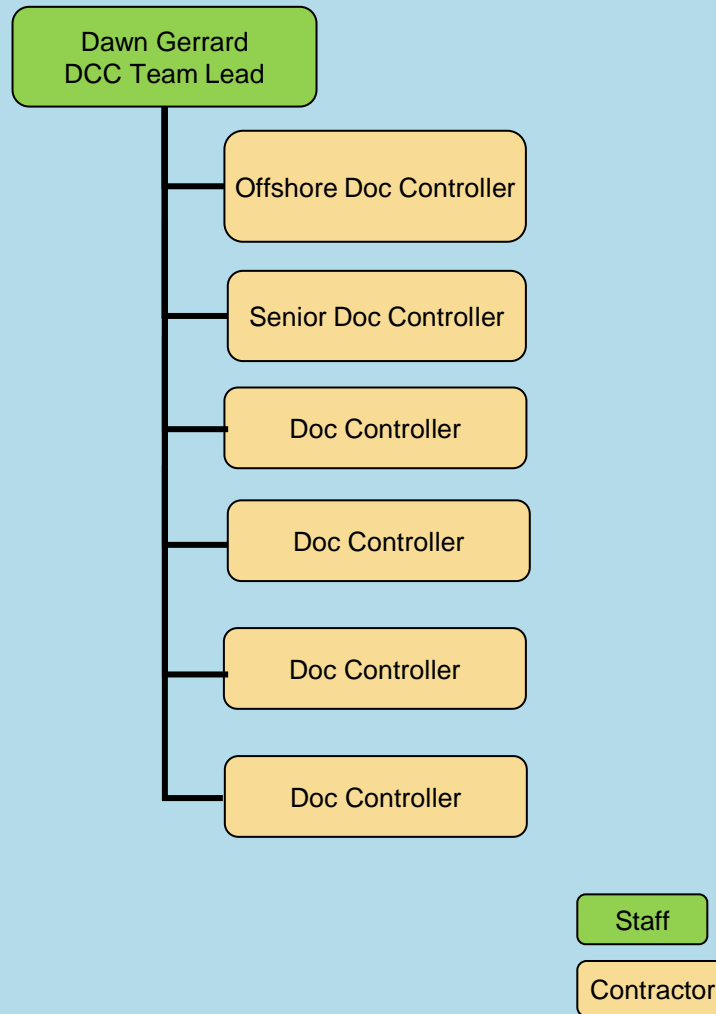 Dawn Gerrard
DCC Team Lead
Offshore Doc Controller
Senior Doc Controller
Doc Controller
Doc Controller
Doc Controller
Doc Controller
Staff
Contractor